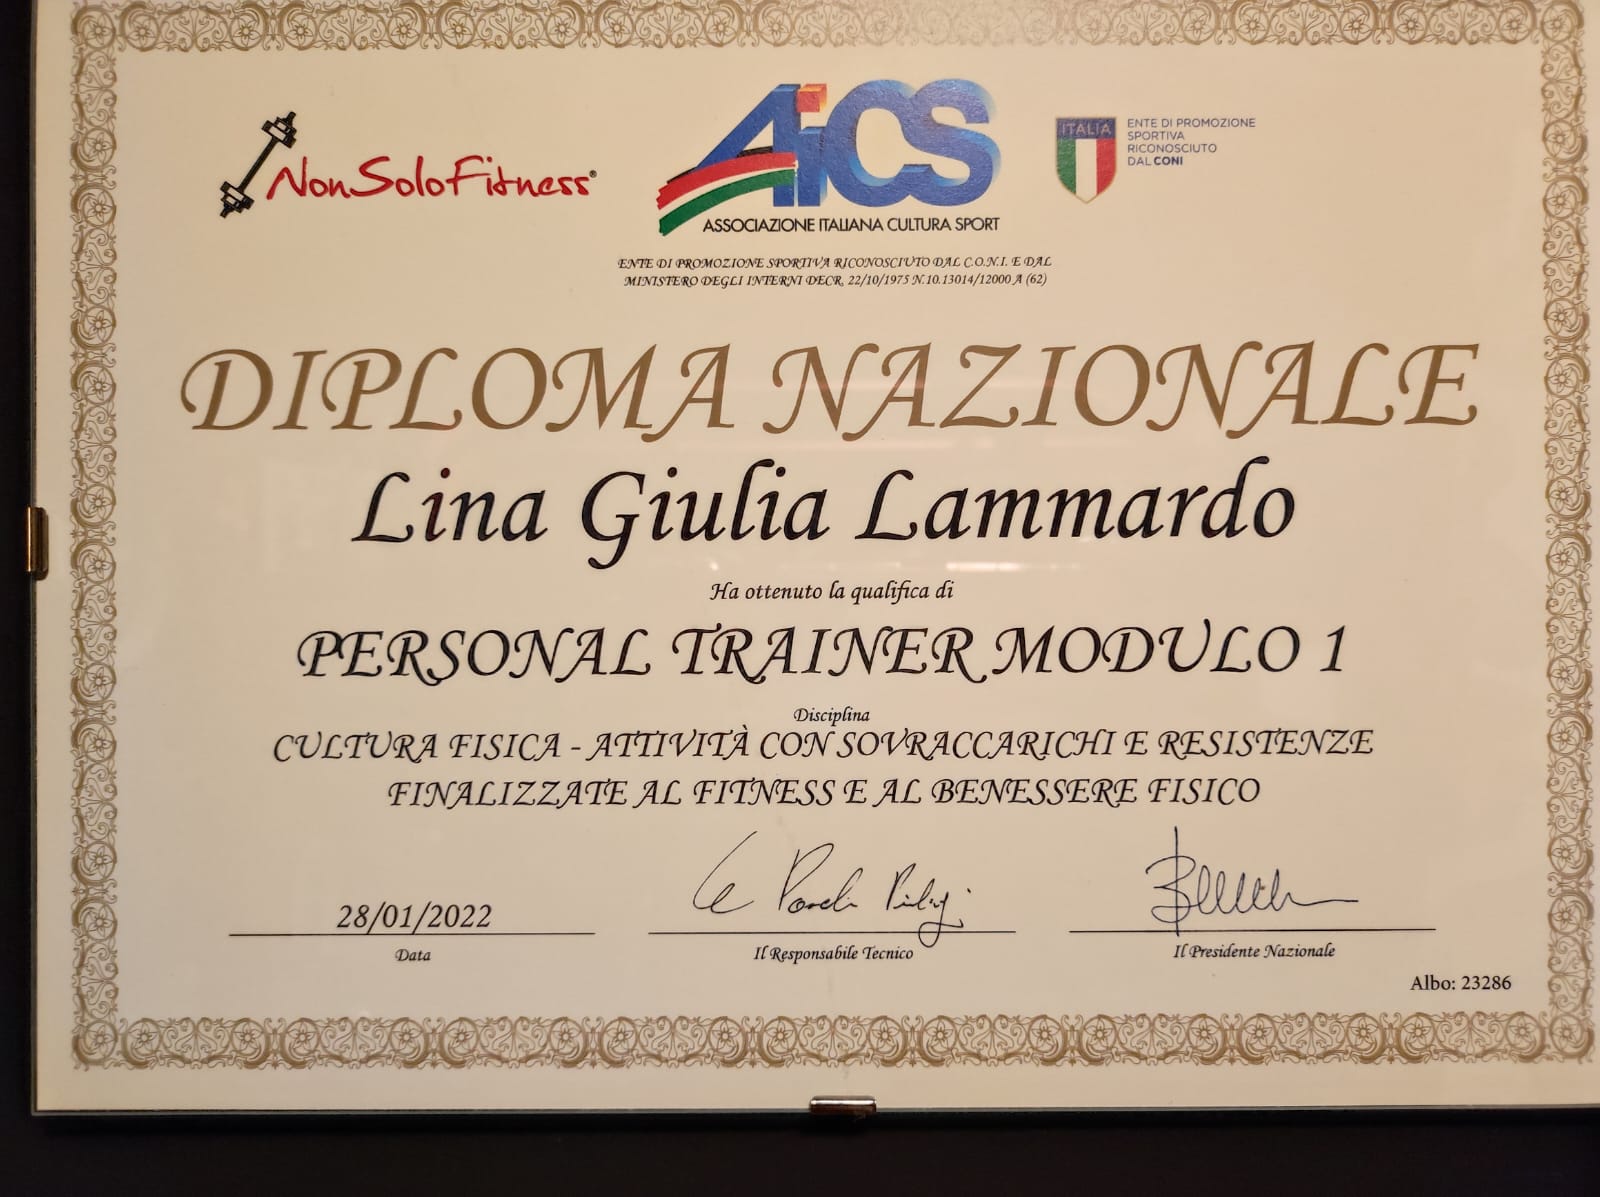 NonSoloFitness®
AiCS
ASSOCIAZIONE ITALIANA CULTURA SPORT
ITALIA
ENTE DI PROMOZIONE
SPORTIVA
RICONOSCIUTO
DAL CONI
ENTE DI PROMOZIONE SPORTIVA RICONOSCIUTO DAL C.O.N.I. E DAL
MINISTERO DEGLI INTERNI DECR. 22/10/1975 N.10.13014/12000 A (62)
DIPLOMA NAZIONALE
Lina Giulia Lammardo
Ha ottenuto la qualifica di
PERSONAL TRAINER MODULO 1
Disciplina
CULTURA FISICA - ATTIVITÀ CON SOVRACCARICHI E RESISTENZE
FINALIZZATE AL FITNESS E AL BENESSERE FISICO
28/01/2022
Data
Il Responsabile Tecnico
Il Presidente Nazionale
Albo: 23286